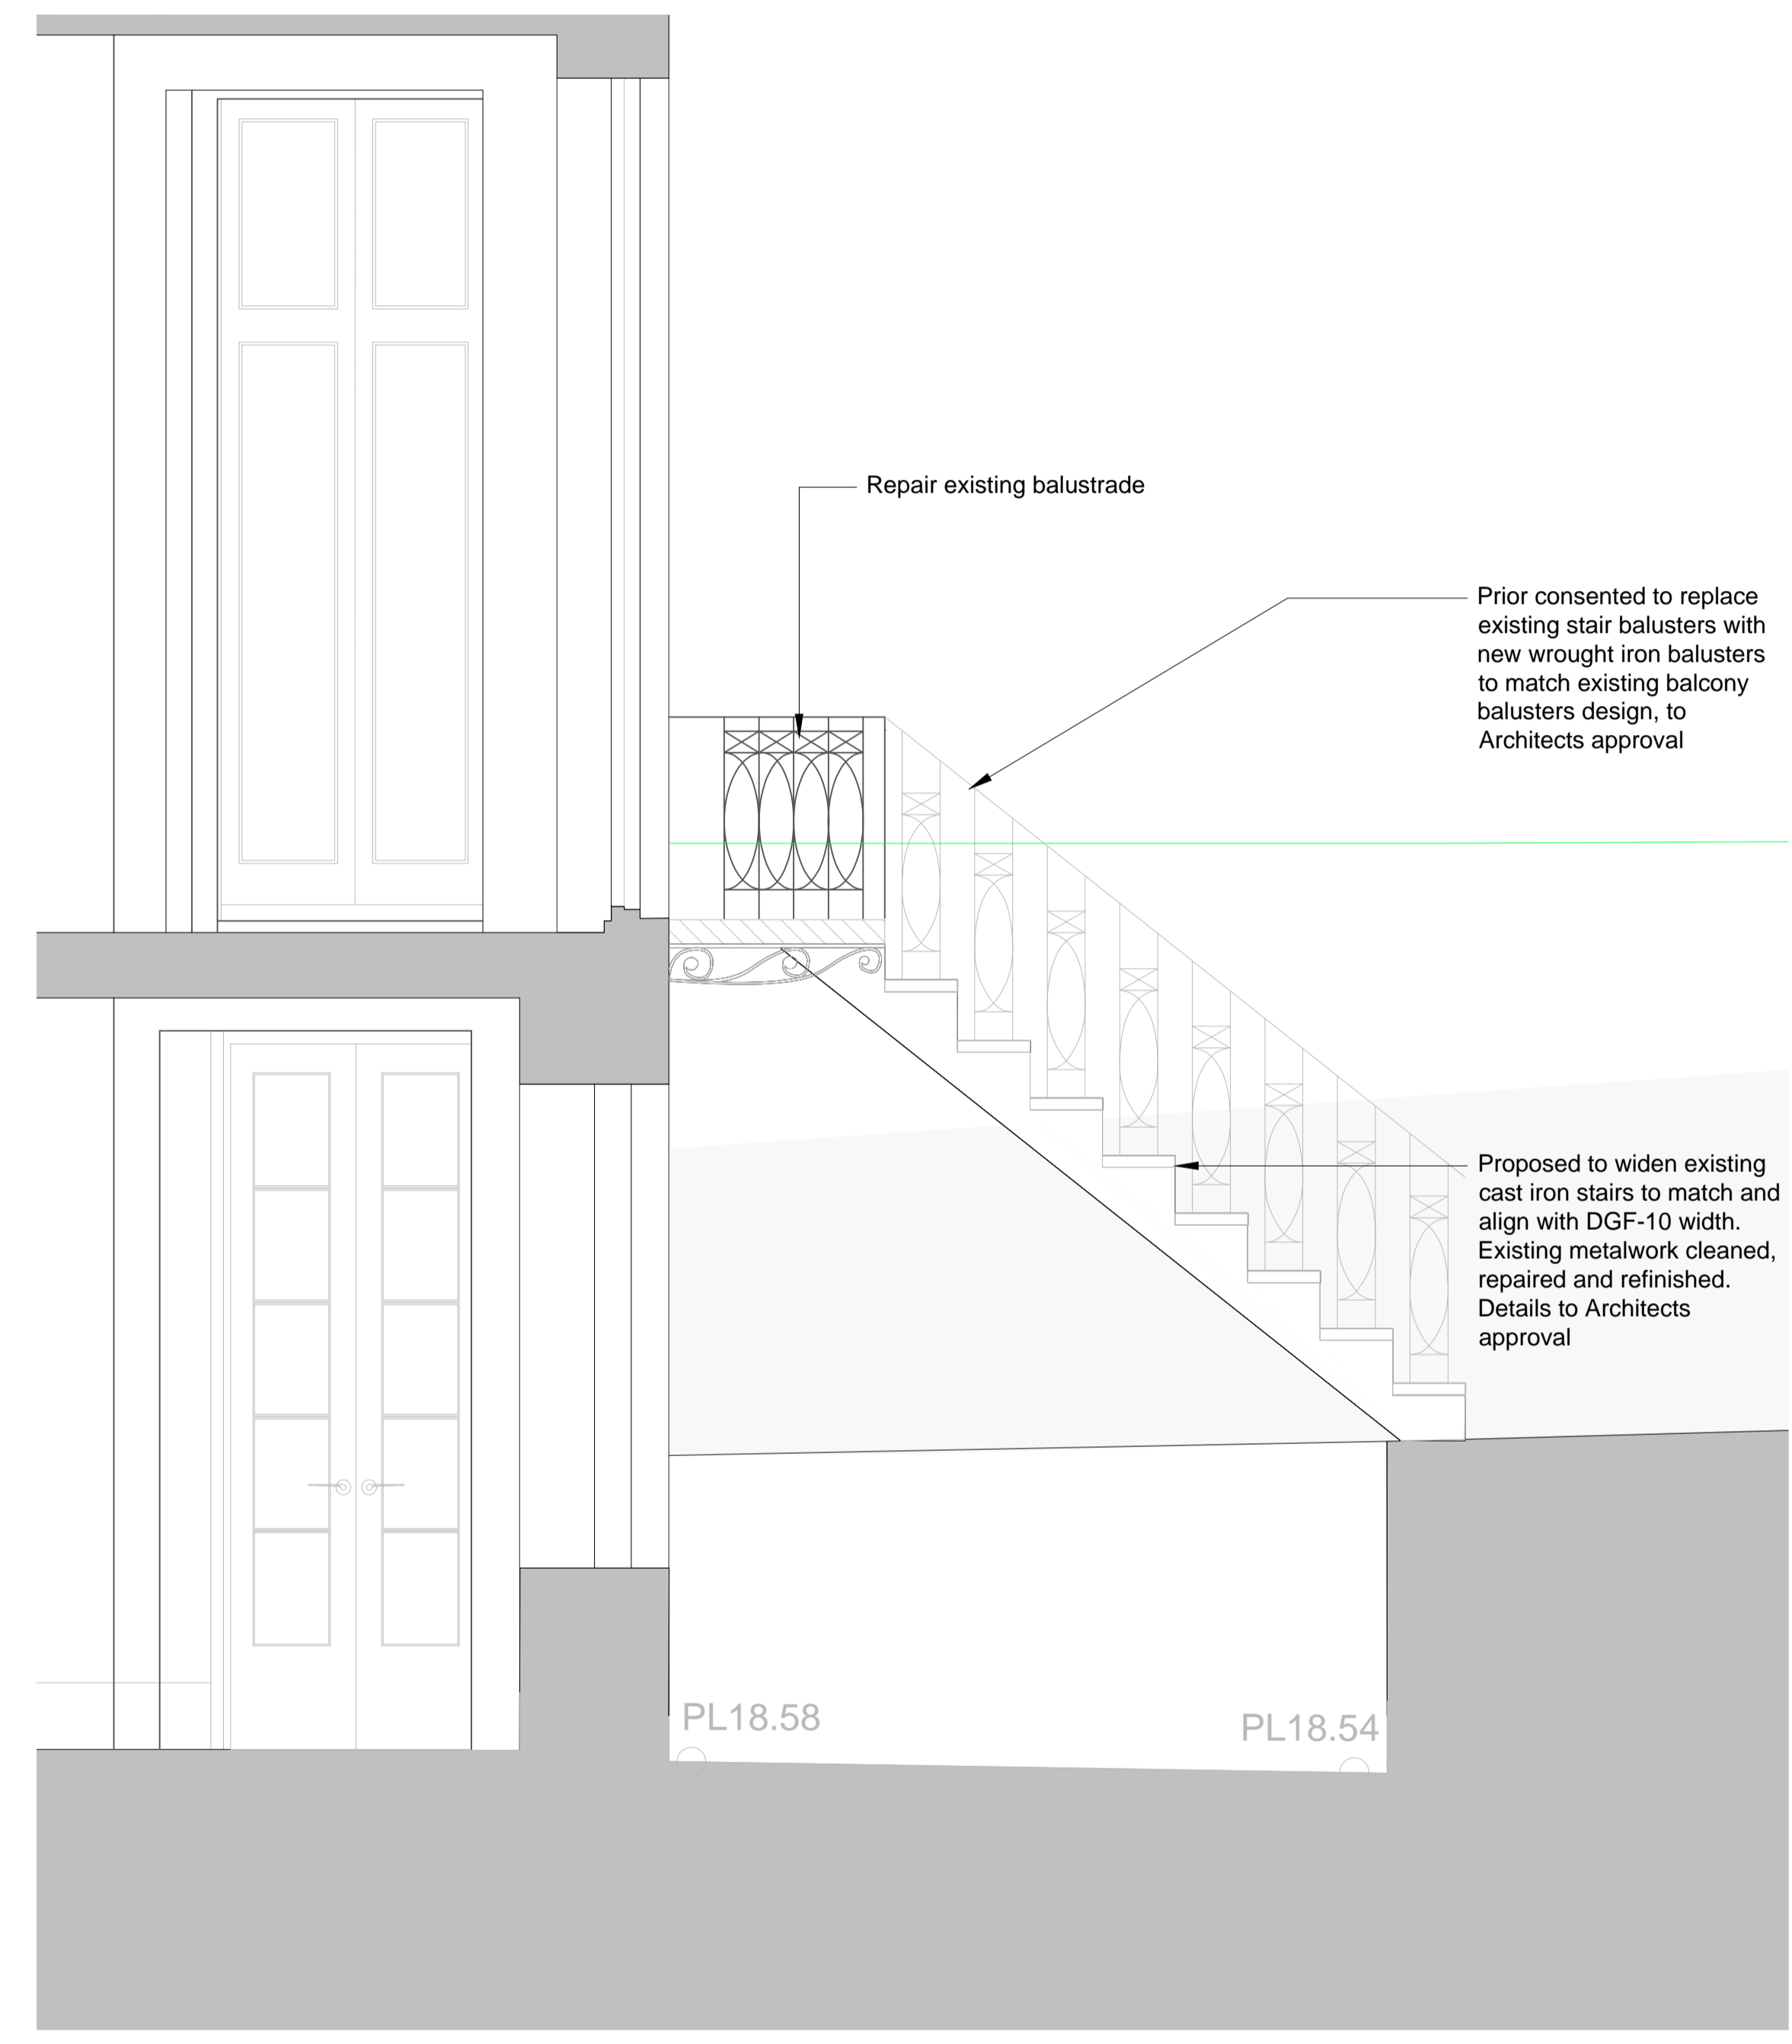 Repair existing balustrade
Prior consented to replace
existing stair balusters with
new wrought iron balusters
to match existing balcony
balusters design, to
Architects approval
Proposed to widen existing
cast iron stairs to match and
align with DGF-10 width.
Existing metalwork cleaned,
repaired and refinished.
Details to Architects
approval
PL18.58
PL18.54